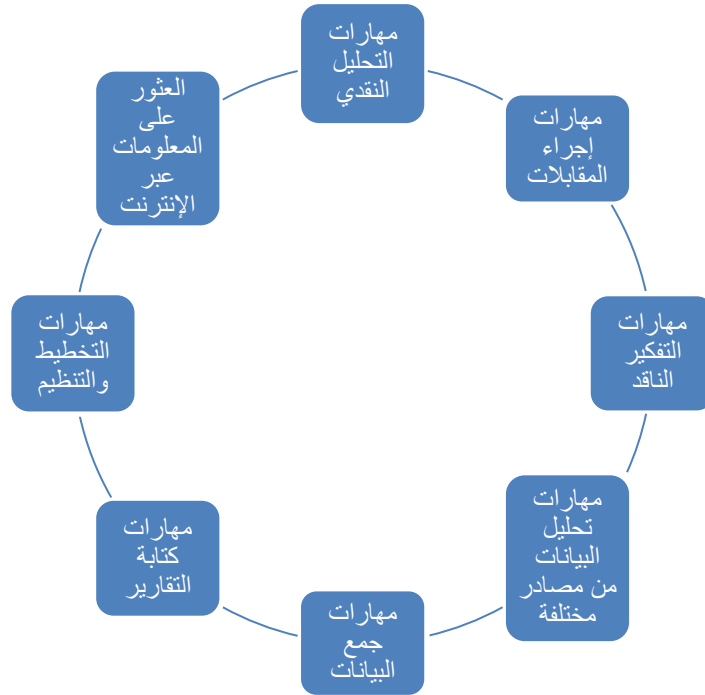 مهارات
التحليل
النقدي
مهارات
إجراء
المقابلات
مهارات
التفكير
الناقد
مهارات
تحليل
البيانات
من مصادر
مختلفة
مهارات
جمع
البيانات
مهارات
كتابة
التقارير
مهارات
التخطيط
والتنظيم
العثور
على
المعلومات
عبر
الإنترنت